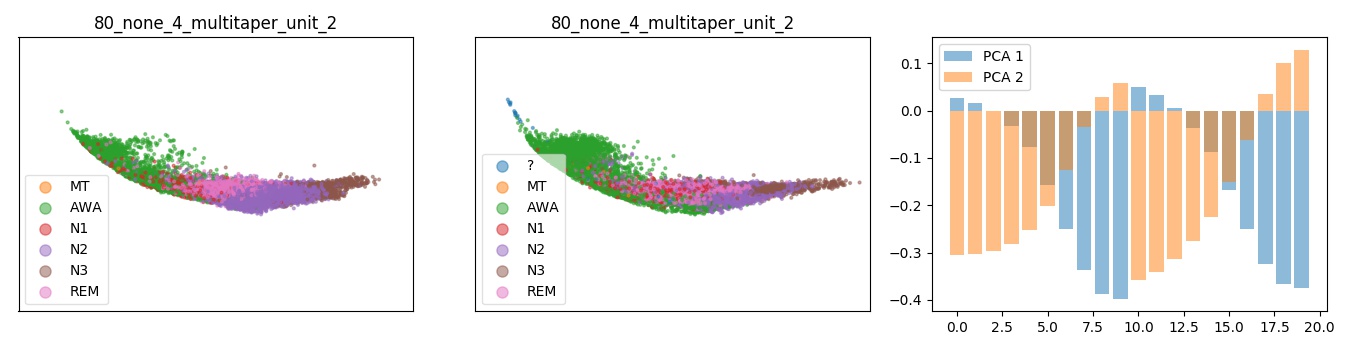 80_none_4_multitaper_unit_2
MT
AWA
N1
N2
N3
REM
80_none_4_multitaper_unit_2
?
MT
AWA
N1
N2
N3
REM
PCA 1
PCA 2
0.1
0.0
−0.1
−0.2
−0.3
−0.4
0.0 2.5 5.0 7.5 10.0 12.5 15.0 17.5 20.0